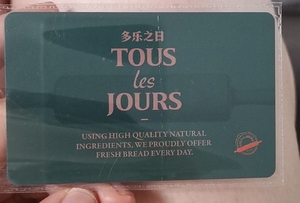 多乐之日
TOUS
les
JOURS
USING HIGH QUALITY NATURAL
INGREDIENTS, WE PROUDLY OFFER
FRESH BREAD EVERY DAY.